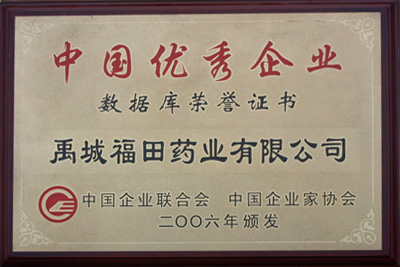 中国优秀企业
数据库荣誉证书
禹城福田药业有限公司
中国企业联合会 中国企业家协会
二〇〇六年颁发